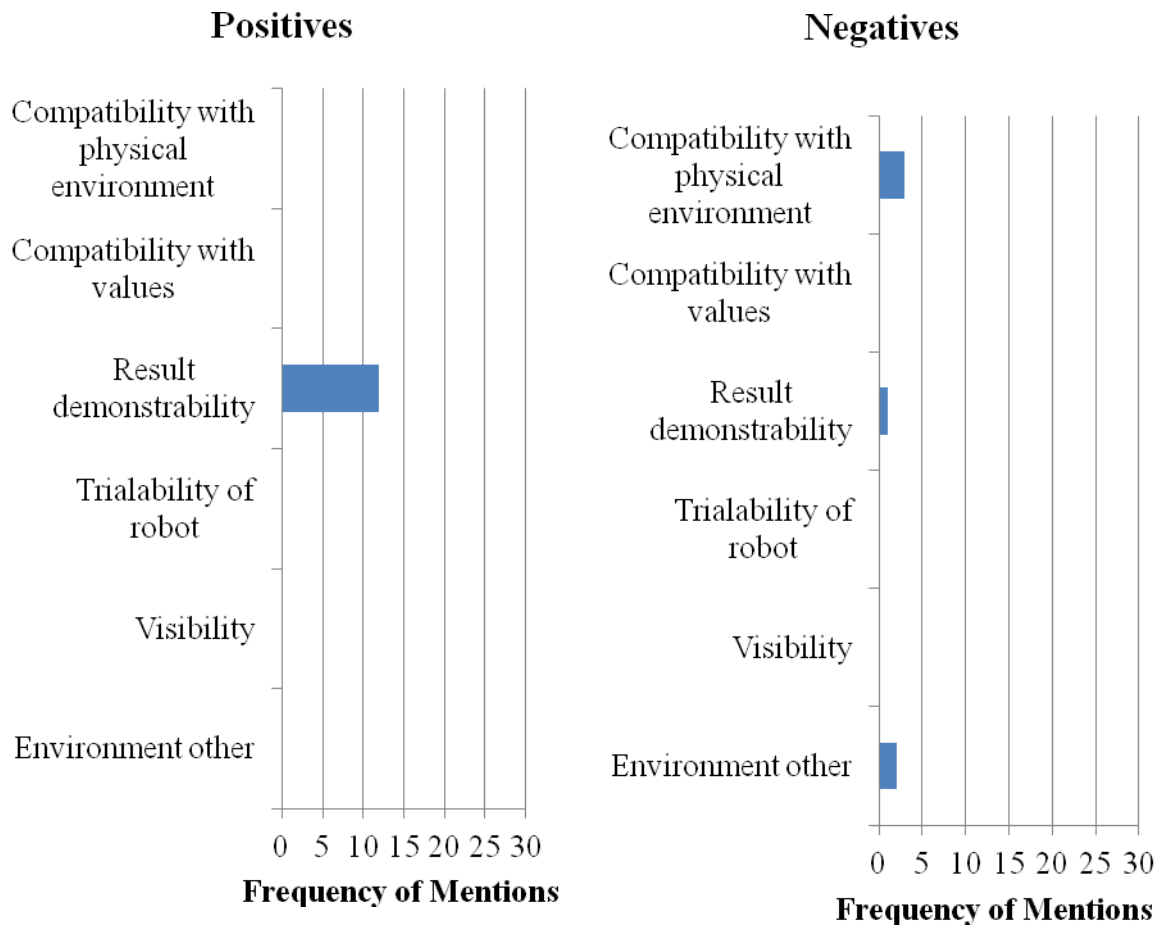 Positives
Compatibility with
physical
environment
Compatibility with
values
Result
demonstrability
Trialability of
robot
Visibility
Environment other
0 5 10 15 20 25 30
Frequency of Mentions
Negatives
Compatibility with
physical
environment
Compatibility with
values
Result
demonstrability
Trialability of
robot
Visibility
Environment other
0 5 10 15 20 25 30
Frequency of Mentions